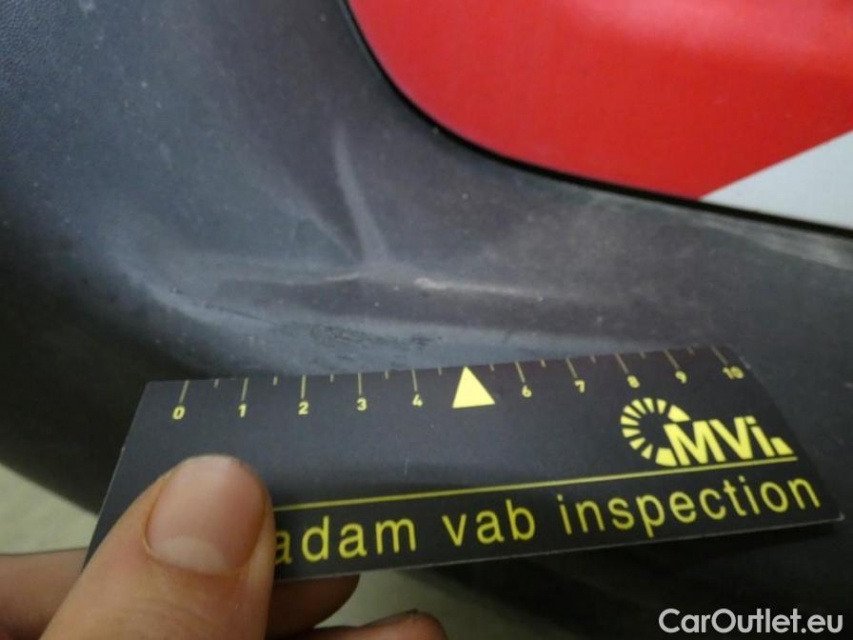 0 1 2 3 4 6 7 8 9 10
MVi
adam vab inspection
CarOutlet.eu